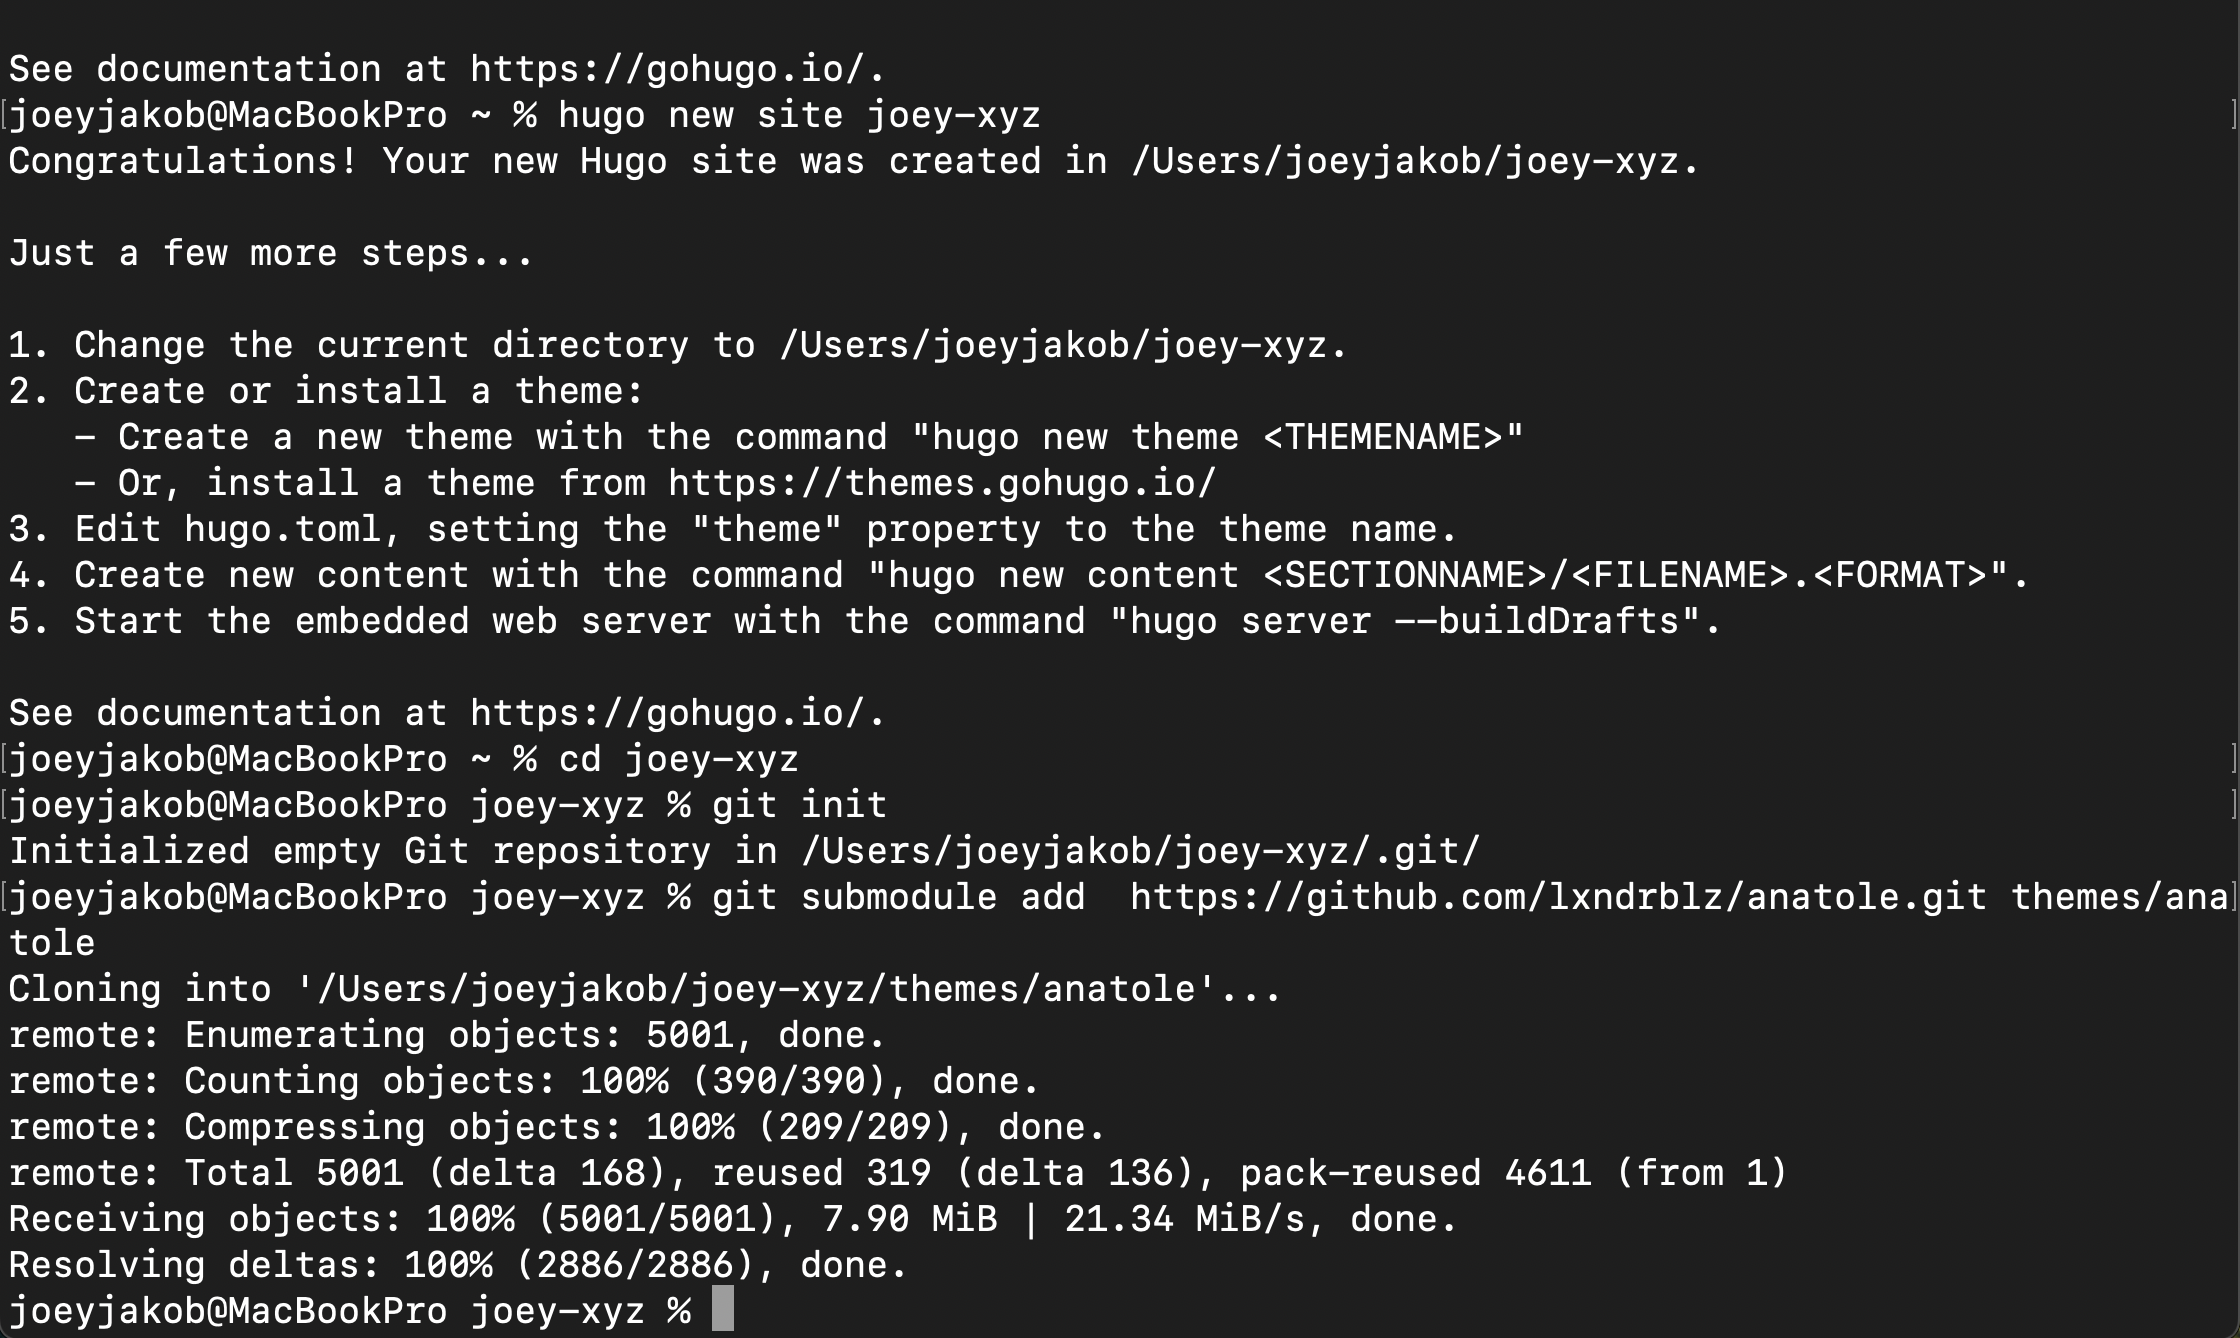 See documentation at https://gohugo.io/.
[joeyjakob@MacBookPro ~ % hugo new site joey-xyz ]
Congratulations! Your new Hugo site was created in /Users/joeyjakob/joey-xyz.
Just a few more steps...
1. Change the current directory to /Users/joeyjakob/joey-xyz.
2. Create or install a theme:
   - Create a new theme with the command "hugo new theme <THEMENAME>"
   - Or, install a theme from https://themes.gohugo.io/
3. Edit hugo.toml, setting the "theme" property to the theme name.
4. Create new content with the command "hugo new content <SECTIONNAME>/<FILENAME>.<FORMAT>".
5. Start the embedded web server with the command "hugo server --buildDrafts".
See documentation at https://gohugo.io/.
[joeyjakob@MacBookPro ~ % cd joey-xyz ]
[joeyjakob@MacBookPro joey-xyz % git init ]
Initialized empty Git repository in /Users/joeyjakob/joey-xyz/.git/
[joeyjakob@MacBookPro joey-xyz % git submodule add  https://github.com/lxndrblz/anatole.git themes/ana]
tole
Cloning into '/Users/joeyjakob/joey-xyz/themes/anatole'...
remote: Enumerating objects: 5001, done.
remote: Counting objects: 100% (390/390), done.
remote: Compressing objects: 100% (209/209), done.
remote: Total 5001 (delta 168), reused 319 (delta 136), pack-reused 4611 (from 1)
Receiving objects: 100% (5001/5001), 7.90 MiB | 21.34 MiB/s, done.
Resolving deltas: 100% (2886/2886), done.
joeyjakob@MacBookPro joey-xyz %